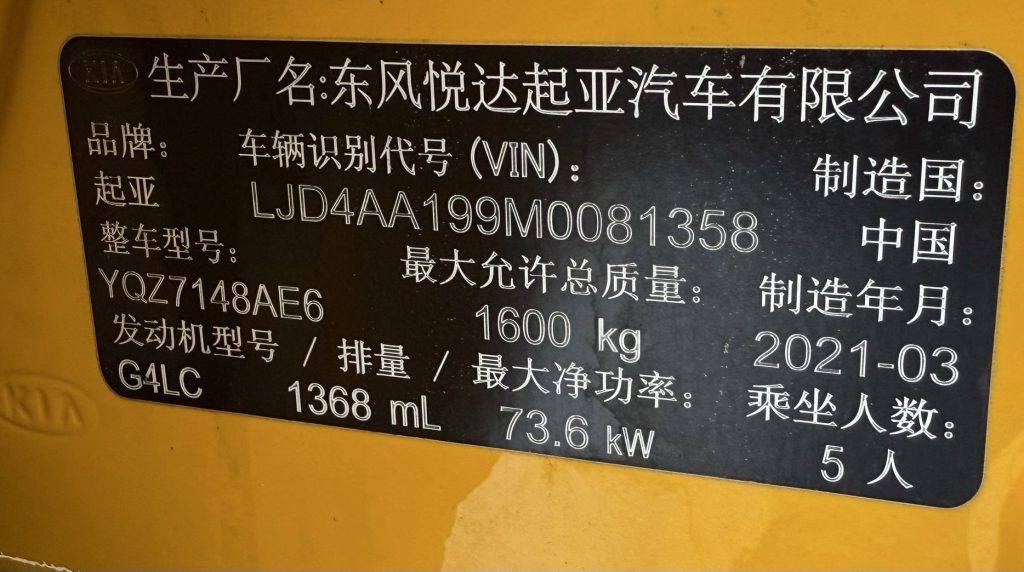 KIA 生产厂名:东风悦达起亚汽车有限公司
品牌: 车辆识别代号 (VIN): 制造国:
起亚 LJD4AA199M0081358 中国
整车型号: 最大允许总质量: 制造年月:
YQZ7148AE6 1600 kg 2021-03
发动机型号 / 排量 / 最大净功率: 乘坐人数:
G4LC 1368 mL 73.6 kW 5 人
KIA